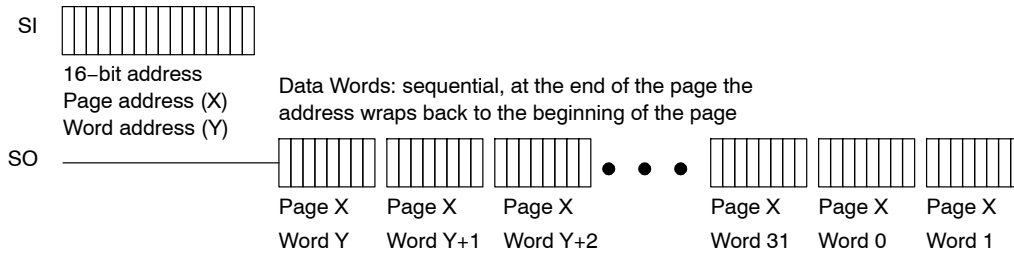 SI
16−bit address
Page address (X)
Word address (Y)
Data Words: sequential, at the end of the page the
address wraps back to the beginning of the page
SO
Page X Page X Page X Page X Page X Page X
Word Y Word Y+1 Word Y+2 Word 31 Word 0 Word 1